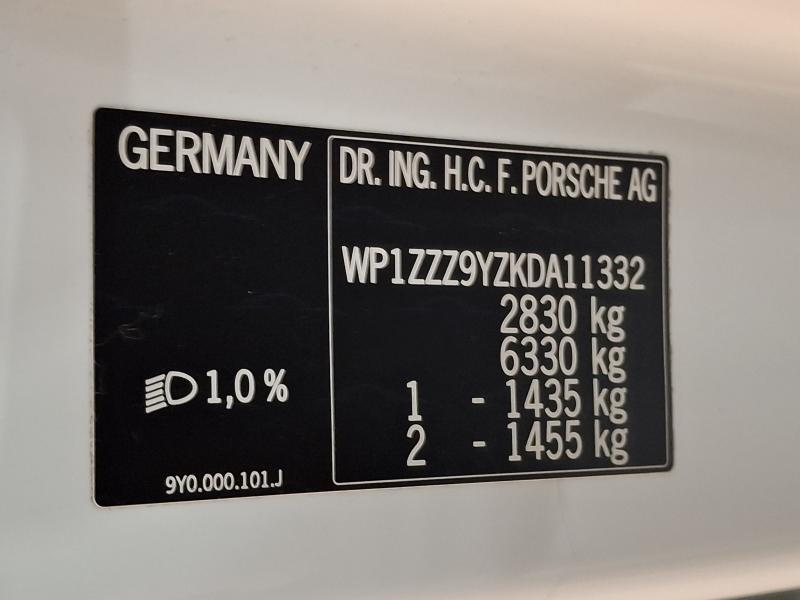 GERMANY
1,0 %
9Y0.000.101.J
DR. ING. H.C. F. PORSCHE AG
WP1ZZZ9YZKDA11332
2830 kg
6330 kg
1 - 1435 kg
2 - 1455 kg